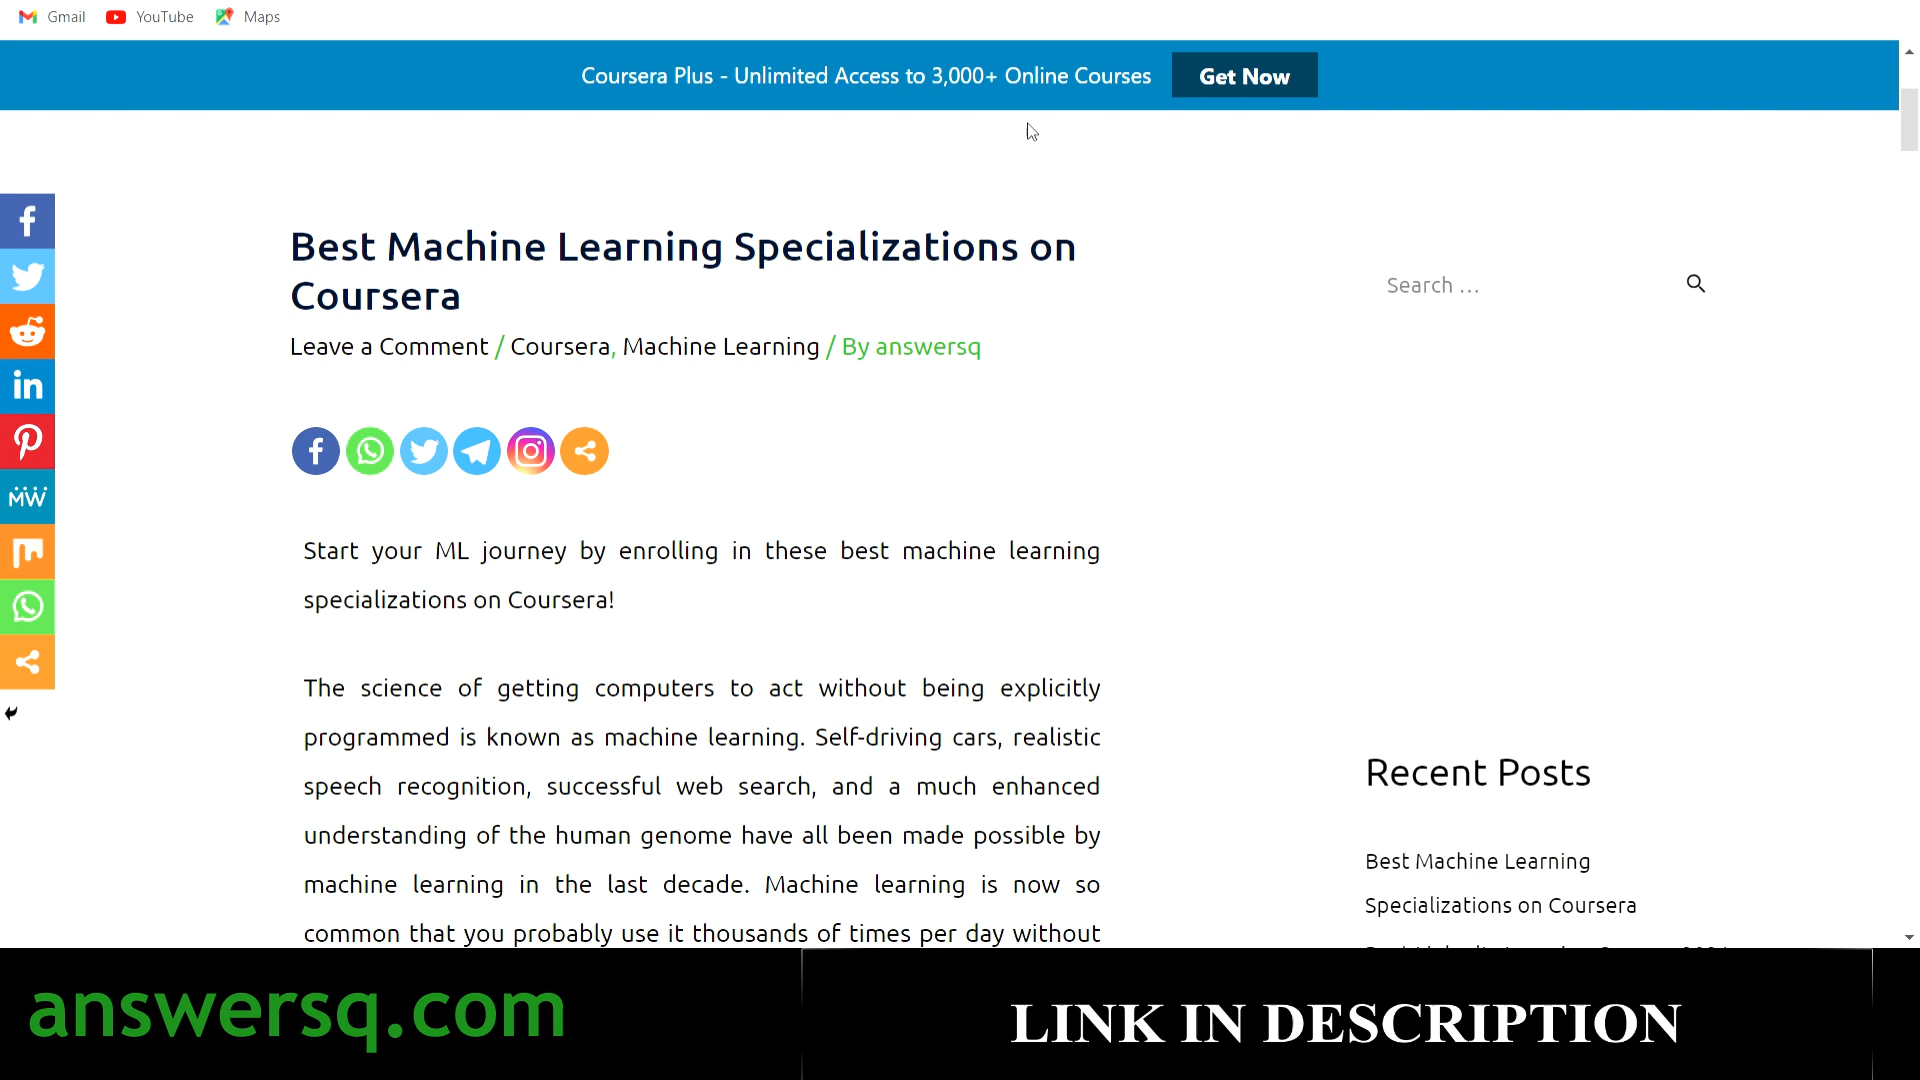 Gmail YouTube Maps
Coursera Plus - Unlimited Access to 3,000+ Online Courses Get Now
Best Machine Learning Specializations on
Coursera
Leave a Comment / Coursera, Machine Learning / By answersq
Search …
Start your ML journey by enrolling in these best machine learning
specializations on Coursera!
The science of getting computers to act without being explicitly
programmed is known as machine learning. Self-driving cars, realistic
speech recognition, successful web search, and a much enhanced
understanding of the human genome have all been made possible by
machine learning in the last decade. Machine learning is now so
common that you probably use it thousands of times per day without
Recent Posts
Best Machine Learning
Specializations on Coursera
answersq.com
LINK IN DESCRIPTION